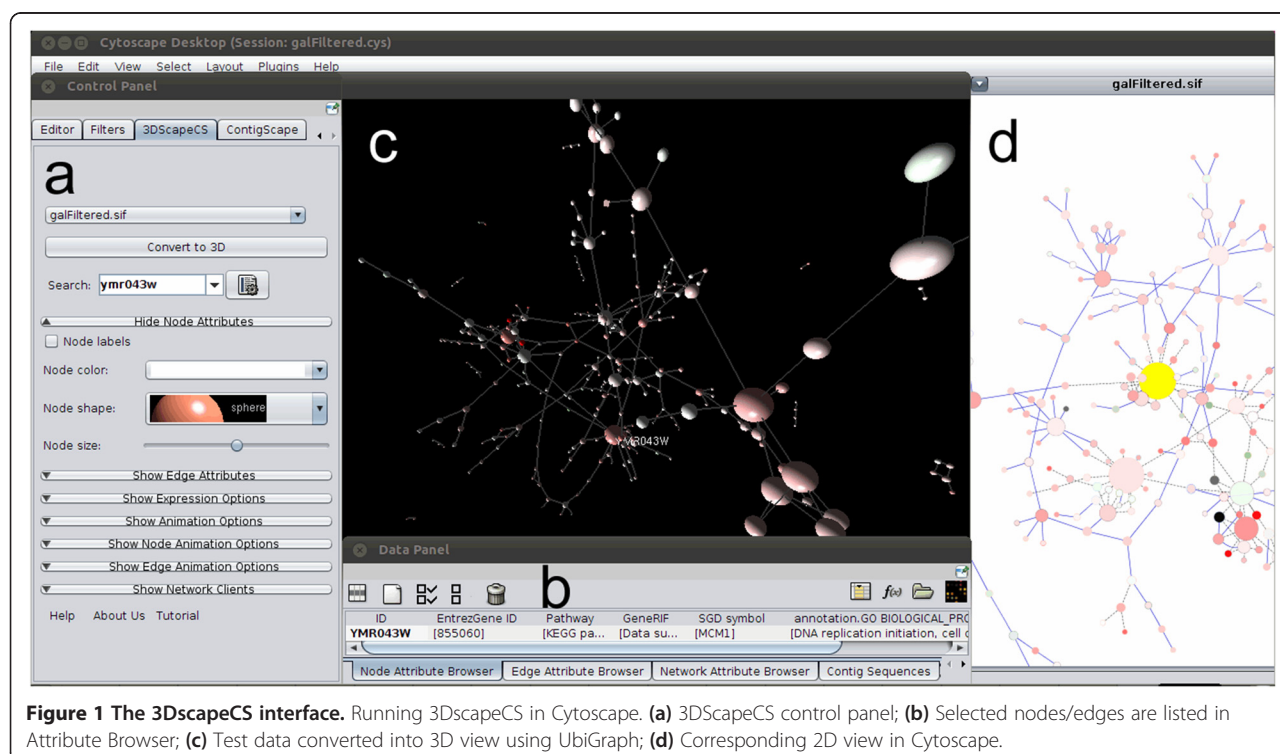 Cytoscape Desktop (Session: galFiltered.cys)
File Edit View Select Layout Plugins Help
Control Panel
Editor Filters 3DScapeCS ContigScape
a
galFiltered.sif
Convert to 3D
Search: ymr043w
Hide Node Attributes
Node labels
Node color:
Node shape: sphere
Node size:
Show Edge Attributes
Show Expression Options
Show Animation Options
Show Node Animation Options
Show Edge Animation Options
Show Network Clients
Help About Us Tutorial
c
YMR043W
Data Panel
b
f(x)
ID EntrezGene ID Pathway GeneRIF SGD symbol annotation.GO BIOLOGICAL_PRO
YMR043W [855060] [KEGG pa... [Data su... [MCM1] [DNA replication initiation, cell c
Node Attribute Browser Edge Attribute Browser Network Attribute Browser Contig Sequences
galFiltered.sif
d
Figure 1 The 3DscapeCS interface. Running 3DscapeCS in Cytoscape. (a) 3DScapeCS control panel; (b) Selected nodes/edges are listed in
Attribute Browser; (c) Test data converted into 3D view using UbiGraph; (d) Corresponding 2D view in Cytoscape.